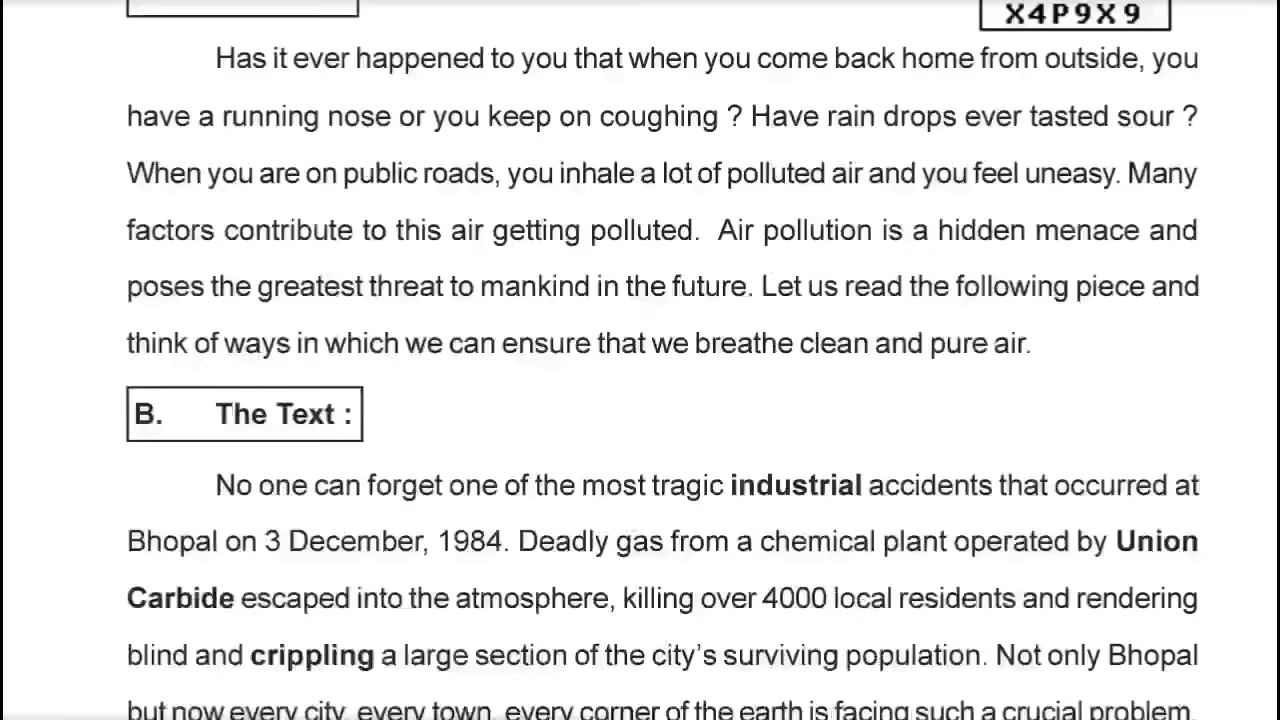 X4P9X9
Has it ever happened to you that when you come back home from outside, you
have a running nose or you keep on coughing ? Have rain drops ever tasted sour ?
When you are on public roads, you inhale a lot of polluted air and you feel uneasy. Many
factors contribute to this air getting polluted. Air pollution is a hidden menace and
poses the greatest threat to mankind in the future. Let us read the following piece and
think of ways in which we can ensure that we breathe clean and pure air.
B. The Text :
No one can forget one of the most tragic industrial accidents that occurred at
Bhopal on 3 December, 1984. Deadly gas from a chemical plant operated by Union
Carbide escaped into the atmosphere, killing over 4000 local residents and rendering
blind and crippling a large section of the city's surviving population. Not only Bhopal
but now every city, every town, every corner of the earth is facing such a crucial problem.